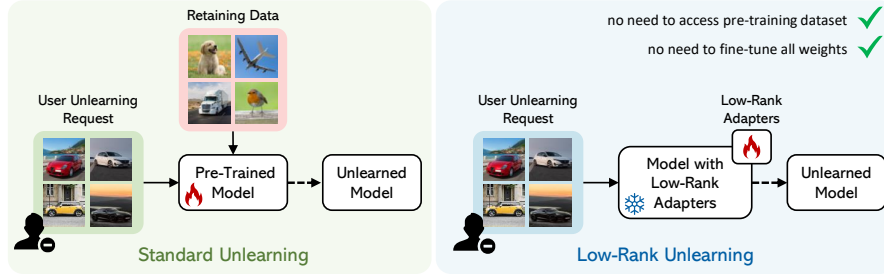 Retaining Data
User Unlearning
Request
Pre-Trained
Model
Unlearned
Model
Standard Unlearning
no need to access pre-training dataset
no need to fine-tune all weights
User Unlearning
Request
Low-Rank
Adapters
Model with
Low-Rank
Adapters
Unlearned
Model
Low-Rank Unlearning